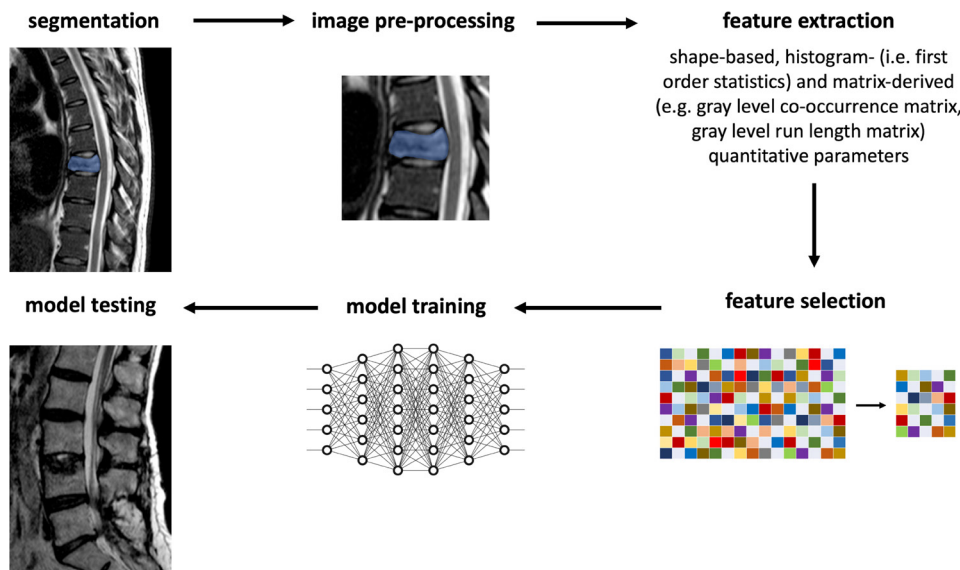 segmentation
image pre-processing
feature extraction
shape-based, histogram- (i.e. first
order statistics) and matrix-derived
(e.g. gray level co-occurrence matrix,
gray level run length matrix)
quantitative parameters
model testing
model training
feature selection